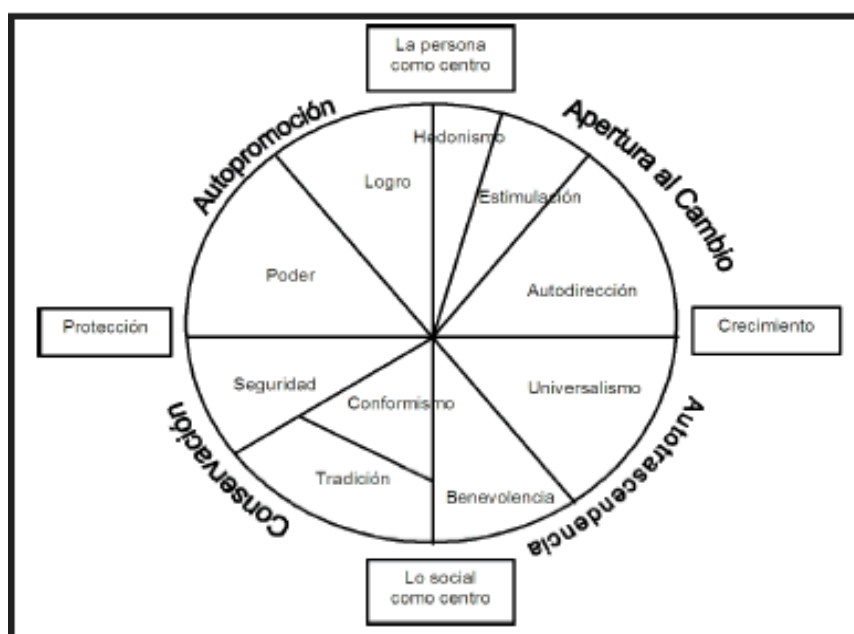 La persona
como centro
Autopromoción
Apertura al Cambio
Hedonismo
Logro
Estimulación
Poder
Autodirección
Protección
Crecimiento
Seguridad
Conformismo
Universalismo
Tradición
Benevolencia
Conservación
Autotrascendencia
Lo social
como centro